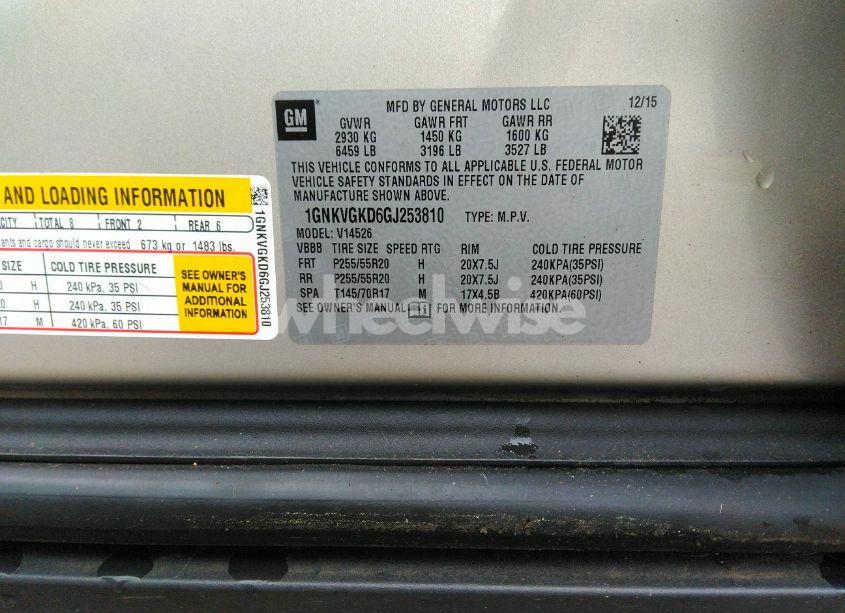 GM
MFD BY GENERAL MOTORS LLC 12/15
GVWR GAWR FRT GAWR RR
2930 KG 1450 KG 1600 KG
6459 LB 3196 LB 3527 LB
THIS VEHICLE CONFORMS TO ALL APPLICABLE U.S. FEDERAL MOTOR
VEHICLE SAFETY STANDARDS IN EFFECT ON THE DATE OF
MANUFACTURE SHOWN ABOVE.
1GNKVGKD6GJ253810 TYPE: M.P.V.
MODEL: V14526
VBBB TIRE SIZE SPEED RTG RIM COLD TIRE PRESSURE
FRT P255/55R20 H 20X7.5J 240KPA(35PSI)
RR P255/55R20 H 20X7.5J 240KPA(35PSI)
SPA T145/70R17 M 17X4.5B 420KPA(60PSI)
SEE OWNER'S MANUAL FOR MORE INFORMATION.
AND LOADING INFORMATION
TOTAL 8 FRONT 2 REAR 6
and cargo should never exceed 673 kg or 1483 lbs.
SIZE COLD TIRE PRESSURE
H 240 kPa, 35 PSI
H 240 kPa, 35 PSI
M 420 kPa, 60 PSI
SEE OWNER'S
MANUAL FOR
ADDITIONAL
INFORMATION
1GNKVGKD6GJ253810
wheelwise